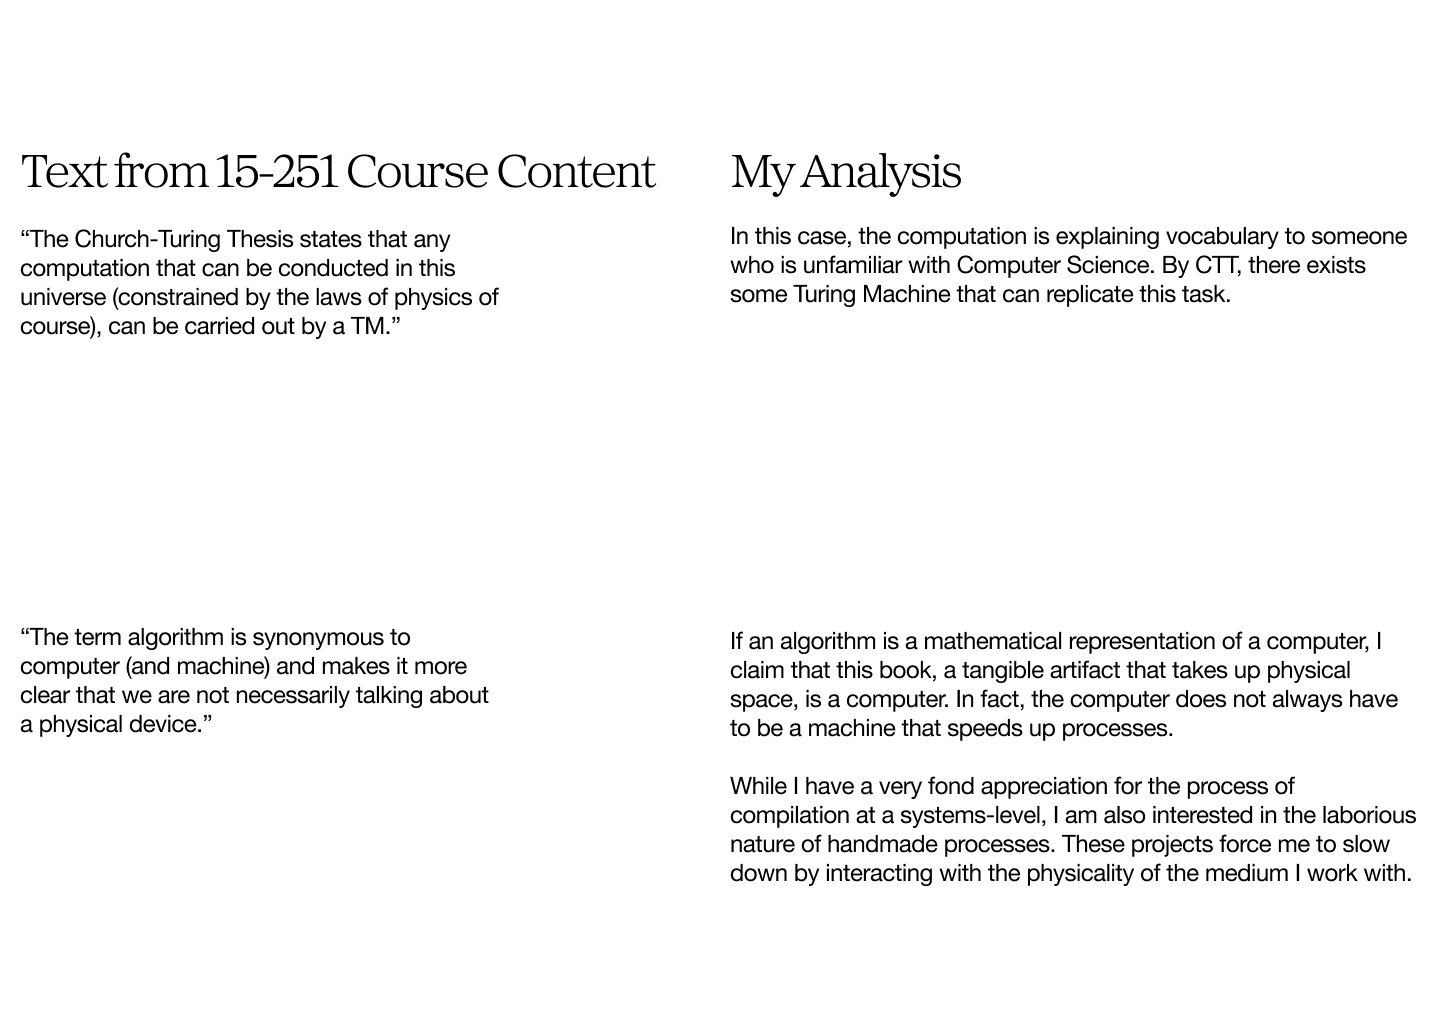 Text from 15-251 Course Content
“The Church-Turing Thesis states that any
computation that can be conducted in this
universe (constrained by the laws of physics of
course), can be carried out by a TM.”
“The term algorithm is synonymous to
computer (and machine) and makes it more
clear that we are not necessarily talking about
a physical device.”
My Analysis
In this case, the computation is explaining vocabulary to someone
who is unfamiliar with Computer Science. By CTT, there exists
some Turing Machine that can replicate this task.
If an algorithm is a mathematical representation of a computer, I
claim that this book, a tangible artifact that takes up physical
space, is a computer. In fact, the computer does not always have
to be a machine that speeds up processes.
While I have a very fond appreciation for the process of
compilation at a systems-level, I am also interested in the laborious
nature of handmade processes. These projects force me to slow
down by interacting with the physicality of the medium I work with.